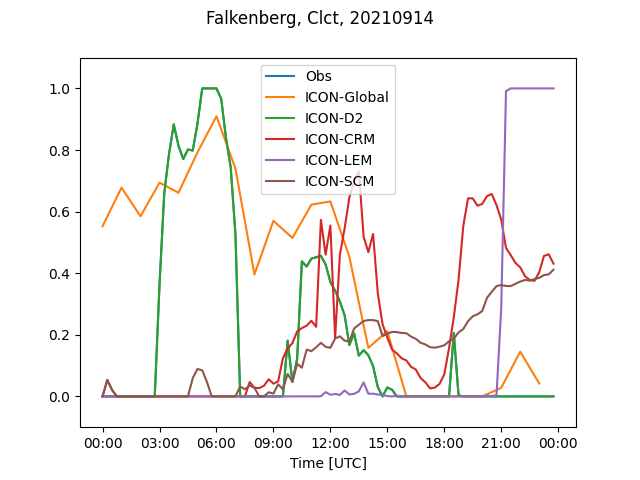 Falkenberg, Clct, 20210914
1.0
0.8
0.6
0.4
0.2
0.0
Obs
ICON-Global
ICON-D2
ICON-CRM
ICON-LEM
ICON-SCM
00:00 03:00 06:00 09:00 12:00 15:00 18:00 21:00 00:00
Time [UTC]